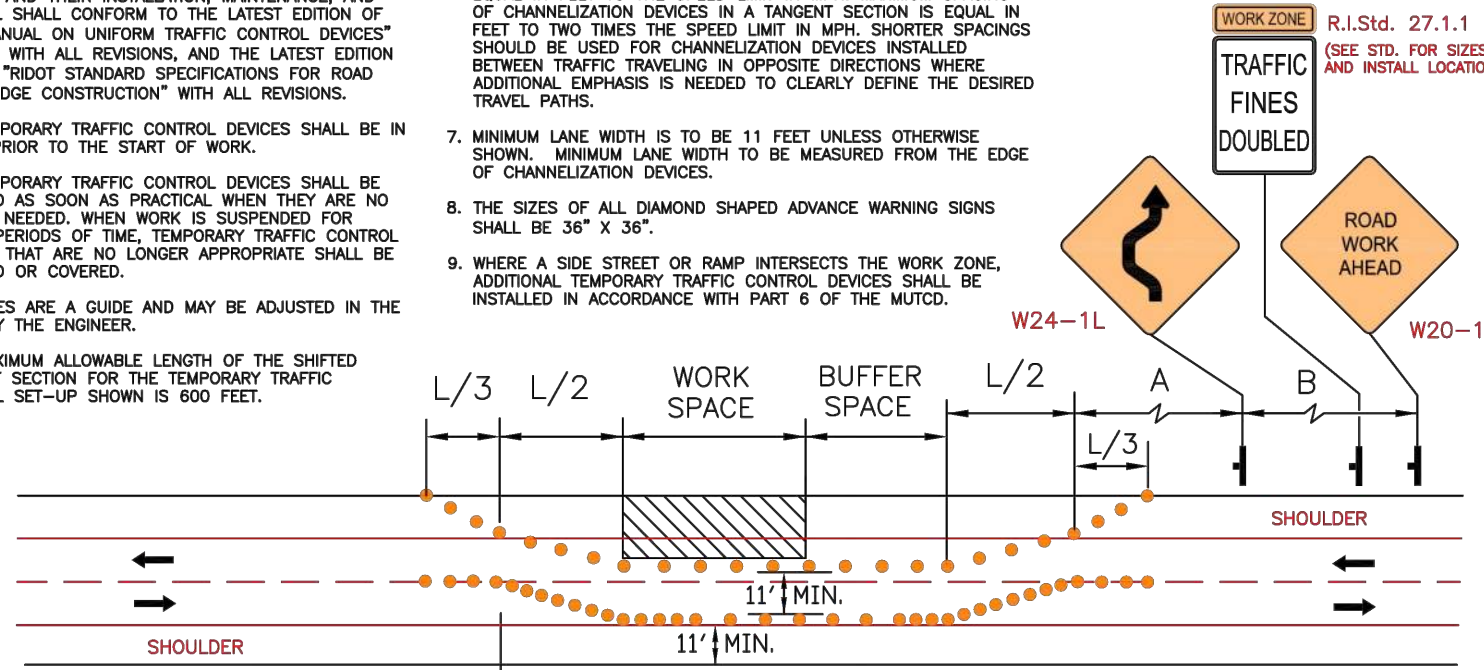 AND THEIR INSTALLATION, MAINTENANCE, AND
SHALL CONFORM TO THE LATEST EDITION OF
ON UNIFORM TRAFFIC CONTROL DEVICES"
WITH ALL REVISIONS, AND THE LATEST EDITION
"RIDOT STANDARD SPECIFICATIONS FOR ROAD
CONSTRUCTION" WITH ALL REVISIONS.
TRAFFIC CONTROL DEVICES SHALL BE IN
PRIOR TO THE START OF WORK.
TRAFFIC CONTROL DEVICES SHALL BE
AS SOON AS PRACTICAL WHEN THEY ARE NO
NEEDED. WHEN WORK IS SUSPENDED FOR
PERIODS OF TIME, TEMPORARY TRAFFIC CONTROL
THAT ARE NO LONGER APPROPRIATE SHALL BE
OR COVERED.
ARE A GUIDE AND MAY BE ADJUSTED IN THE
THE ENGINEER.
ALLOWABLE LENGTH OF THE SHIFTED
SECTION FOR THE TEMPORARY TRAFFIC
SET-UP SHOWN IS 600 FEET.
OF CHANNELIZATION DEVICES IN A TANGENT SECTION IS EQUAL IN
FEET TO TWO TIMES THE SPEED LIMIT IN MPH. SHORTER SPACINGS
SHOULD BE USED FOR CHANNELIZATION DEVICES INSTALLED
BETWEEN TRAFFIC TRAVELING IN OPPOSITE DIRECTIONS WHERE
ADDITIONAL EMPHASIS IS NEEDED TO CLEARLY DEFINE THE DESIRED
TRAVEL PATHS.
7. MINIMUM LANE WIDTH IS TO BE 11 FEET UNLESS OTHERWISE
SHOWN. MINIMUM LANE WIDTH TO BE MEASURED FROM THE EDGE
OF CHANNELIZATION DEVICES.
8. THE SIZES OF ALL DIAMOND SHAPED ADVANCE WARNING SIGNS
SHALL BE 36" X 36".
9. WHERE A SIDE STREET OR RAMP INTERSECTS THE WORK ZONE,
ADDITIONAL TEMPORARY TRAFFIC CONTROL DEVICES SHALL BE
INSTALLED IN ACCORDANCE WITH PART 6 OF THE MUTCD.
WORK ZONE
R.I.Std. 27.1.1
(SEE STD. FOR SIZES
AND INSTALL
TRAFFIC
FINES
DOUBLED
ROAD
WORK
AHEAD
W24-1L
W20-1
L/3
L/2
WORK
SPACE
BUFFER
SPACE
L/2
A
B
L/3
SHOULDER
11' MIN.
SHOULDER
11' MIN.